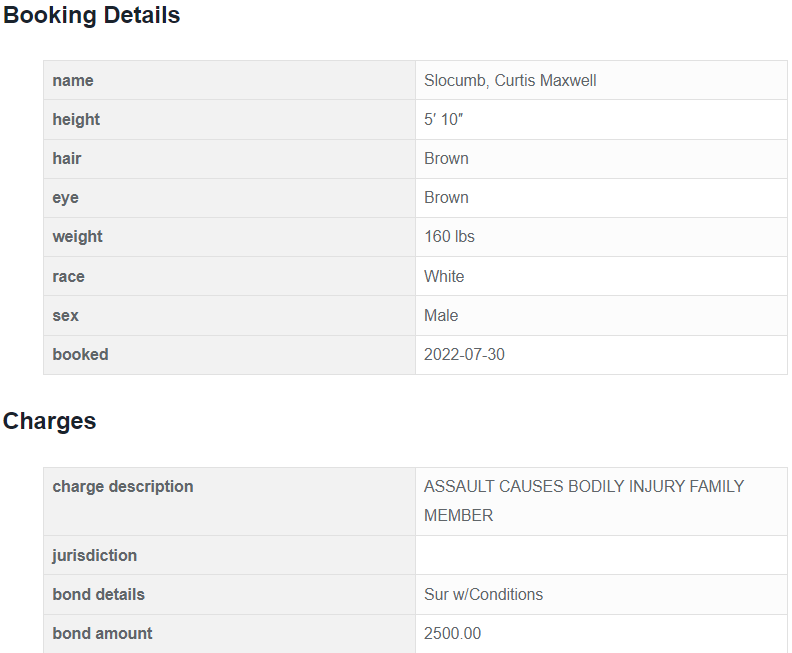 Booking Details
name Slocumb, Curtis Maxwell
height 5′ 10″
hair Brown
eye Brown
weight 160 lbs
race White
sex Male
booked 2022-07-30
Charges
charge description ASSAULT CAUSES BODILY INJURY FAMILY
MEMBER
jurisdiction
bond details Sur w/Conditions
bond amount 2500.00